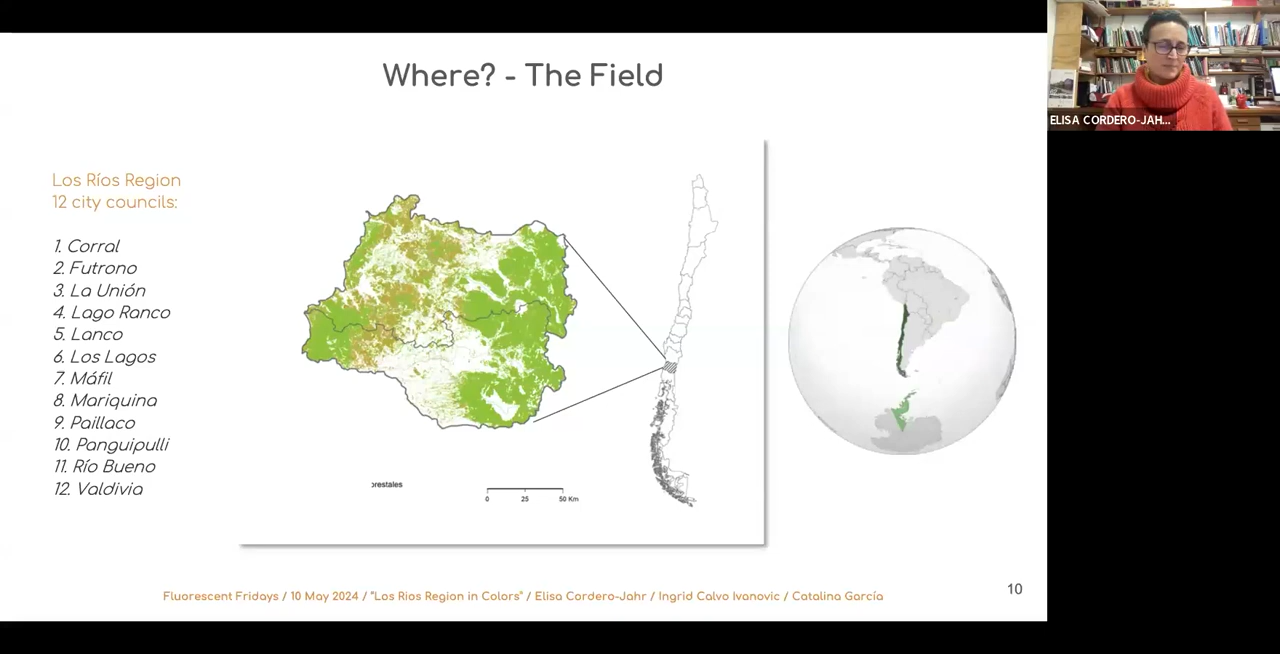 Where? - The Field
ELISA CORDERO-JAH...
Los Ríos Region
12 city councils:
1. Corral
2. Futrono
3. La Unión
4. Lago Ranco
5. Lanco
6. Los Lagos
7. Máfil
8. Mariquina
9. Paillaco
10. Panguipulli
11. Río Bueno
12. Valdivia
orestales
0 25 50 Km
Fluorescent Fridays / 10 May 2024 / "Los Rios Region in Colors" / Elisa Cordero-Jahr / Ingrid Calvo Ivanovic / Catalina García
10